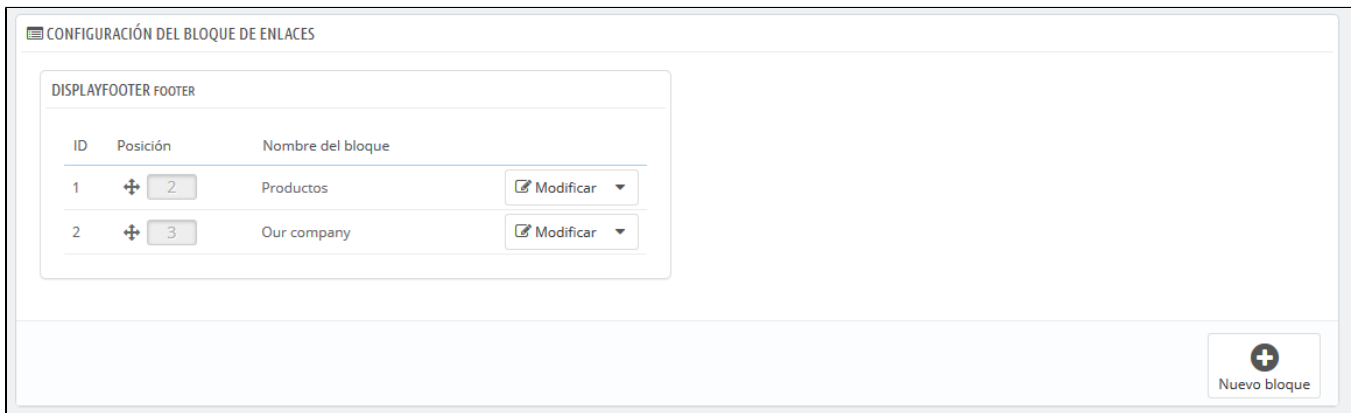 CONFIGURACIÓN DEL BLOQUE DE ENLACES
DISPLAYFOOTER FOOTER
ID Posición Nombre del bloque
1 2 Productos Modificar
2 3 Our company Modificar
Nuevo bloque